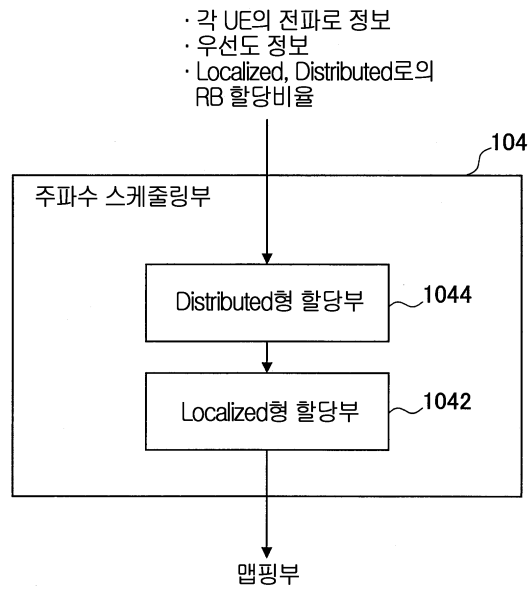 · 각 UE의 전파로 정보
· 우선도 정보
· Localized, Distributed로의
RB 할당비율
104
주파수 스케줄링부
Distributed형 할당부
1044
Localized형 할당부
1042
맵핑부